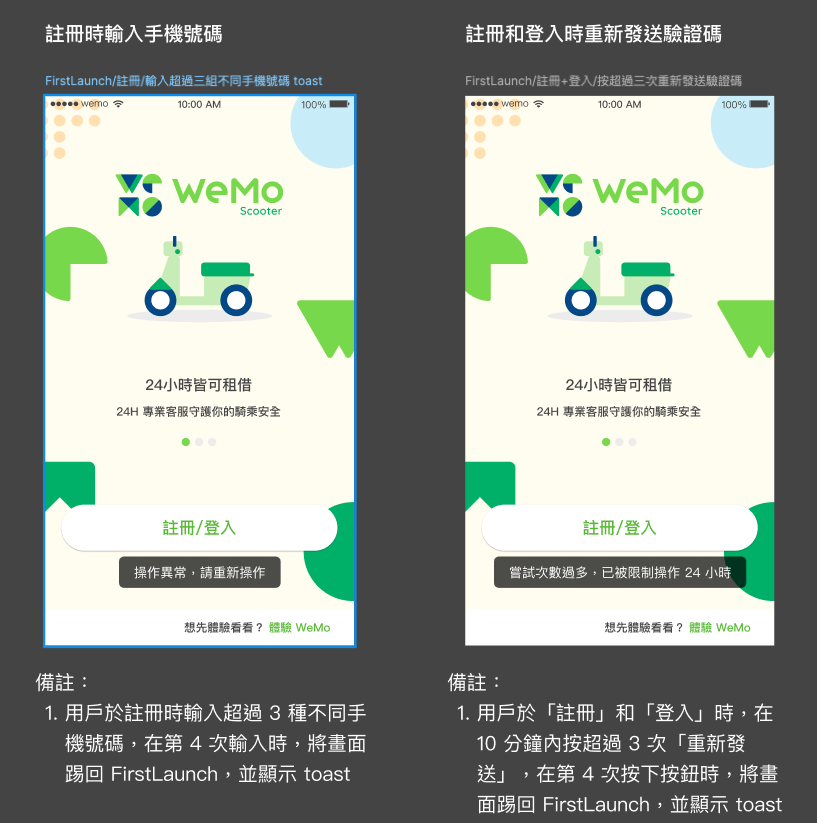 註冊時輸入手機號碼
FirstLaunch/註冊/輸入超過三組不同手機號碼 toast
wemo 10:00 AM 100%
WeMo
Scooter
24小時皆可租借
24H 專業客服守護你的騎乘安全
註冊/登入
操作異常，請重新操作
想先體驗看看？ 體驗 WeMo
備註：
1. 用戶於註冊時輸入超過 3 種不同手
機號碼，在第 4 次輸入時，將畫面
踢回 FirstLaunch，並顯示 toast
註冊和登入時重新發送驗證碼
FirstLaunch/註冊+登入/按超過三次重新發送驗證碼
wemo 10:00 AM 100%
WeMo
Scooter
24小時皆可租借
24H 專業客服守護你的騎乘安全
註冊/登入
嘗試次數過多，已被限制操作 24 小時
想先體驗看看？ 體驗 WeMo
備註：
1. 用戶於「註冊」和「登入」時，在
10 分鐘內按超過 3 次「重新發
送」，在第 4 次按下按鈕時，將畫
面踢回 FirstLaunch，並顯示 toast